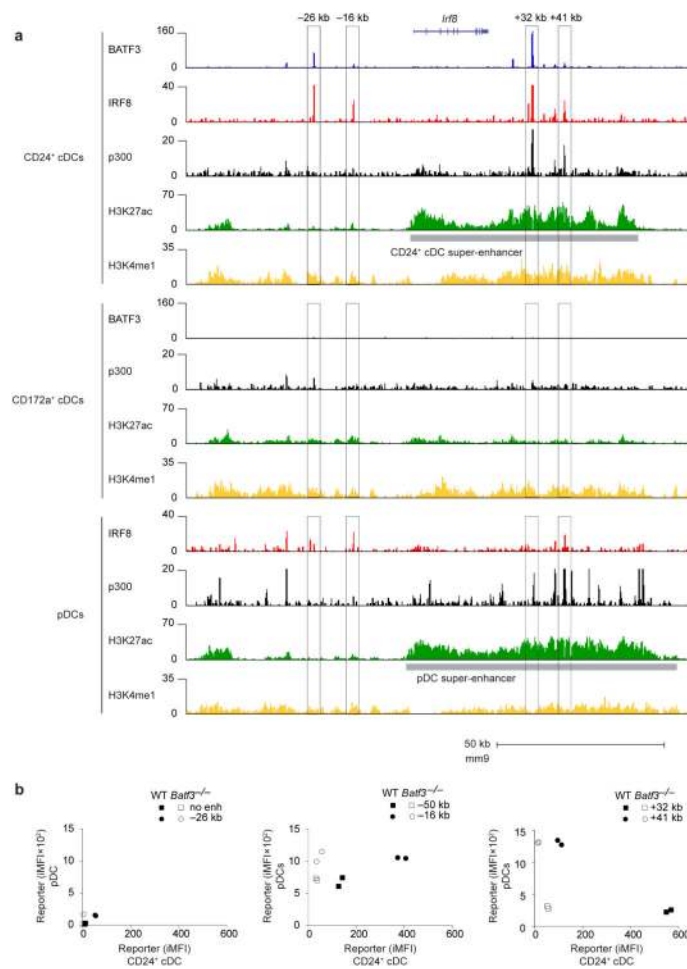 a
−26 kb −16 kb Irf8 +32 kb +41 kb
CD24+ cDCs
BATF3
160
0
IRF8
40
0
p300
20
0
H3K27ac
70
0
CD24+ cDC super-enhancer
H3K4me1
35
0
CD172a+ cDCs
BATF3
160
0
p300
20
0
H3K27ac
70
0
H3K4me1
35
0
pDCs
IRF8
40
0
p300
20
0
H3K27ac
70
0
pDC super-enhancer
H3K4me1
35
0
50 kb
mm9
b
WT Batf3−/−
no enh
−26 kb
Reporter (iMFI×10²)
pDC
15
10
5
0
0 200 400 600
Reporter (iMFI)
CD24+ cDC
WT Batf3−/−
−50 kb
−16 kb
Reporter (iMFI×10²)
pDCs
15
10
5
0
0 200 400 600
Reporter (iMFI)
CD24+ cDC
WT Batf3−/−
+32 kb
+41 kb
Reporter (iMFI×10²)
pDCs
15
10
5
0
0 200 400 600
Reporter (iMFI)
CD24+ cDC